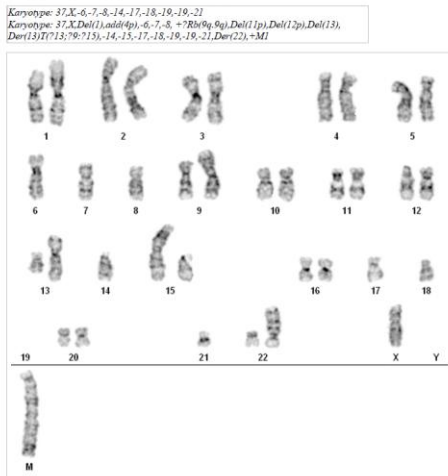 Karyotype: 37,X,-6,-7,-8,-14,-17,-18,-19,-19,-21
Karyotype: 37,X,Del(1),add(4p),-6,-7,-8, +?Rb(9q.9q),Del(11p),Del(12p),Del(13),
Der(13)T(?13;?9:?15),-14,-15,-17,-18,-19,-19,-21,Der(22),+M1
1 2 3 4 5
6 7 8 9 10 11 12
13 14 15 16 17 18
19 20 21 22 X Y
M